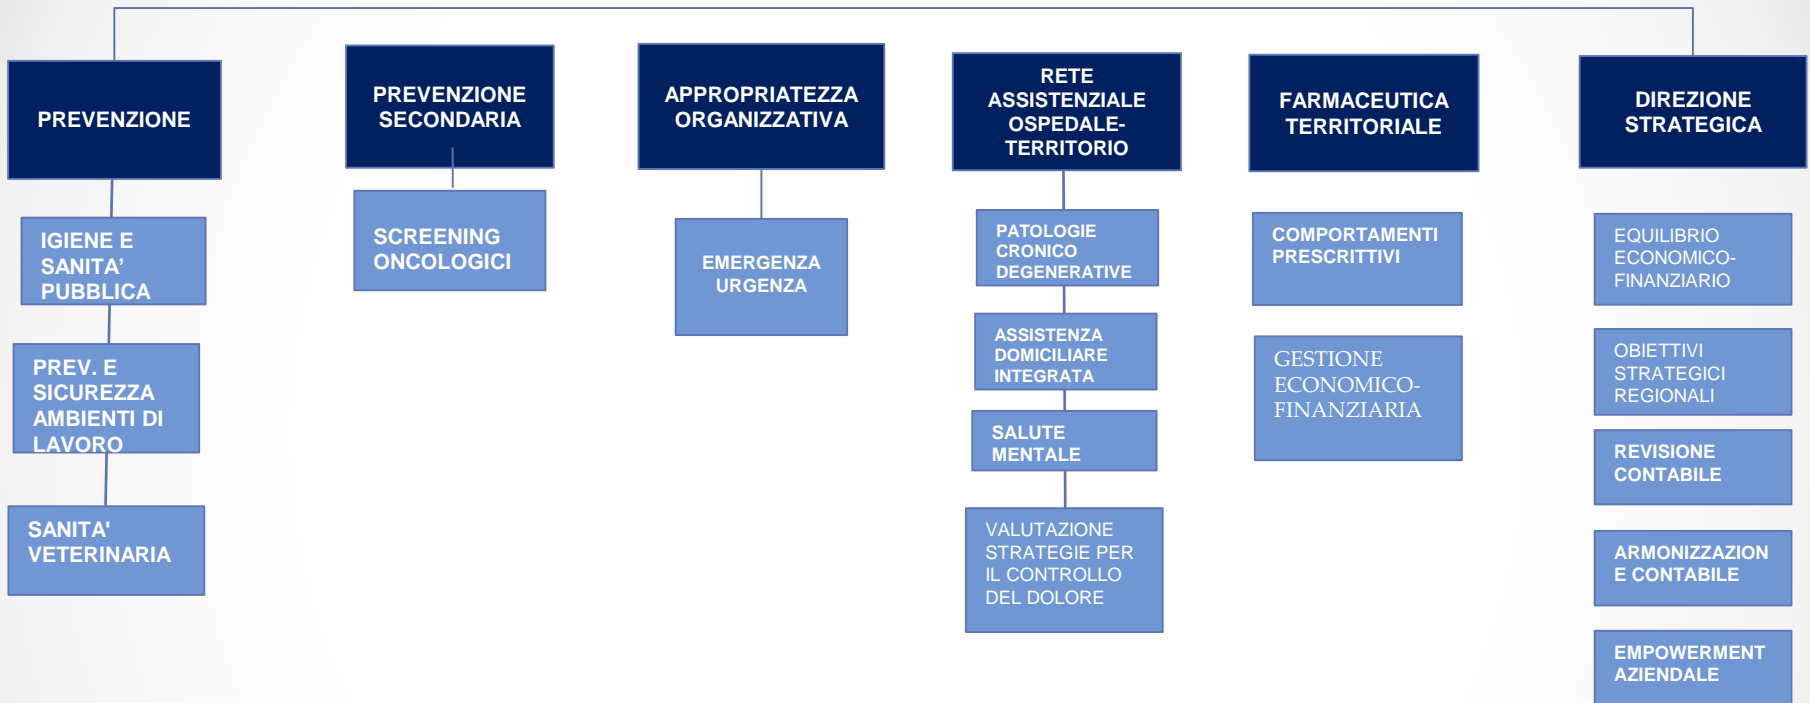 PREVENZIONE
IGIENE E
SANITA’
PUBBLICA
PREV. E
SICUREZZA
AMBIENTI DI
LAVORO
SANITA'
VETERINARIA
PREVENZIONE
SECONDARIA
SCREENING
ONCOLOGICI
APPROPRIATEZZA
ORGANIZZATIVA
EMERGENZA
URGENZA
RETE
ASSISTENZIALE
OSPEDALE-
TERRITORIO
PATOLOGIE
CRONICO
DEGENERATIVE
ASSISTENZA
DOMICILIARE
INTEGRATA
SALUTE
MENTALE
VALUTAZIONE
STRATEGIE PER
IL CONTROLLO
DEL DOLORE
FARMACEUTICA
TERRITORIALE
COMPORTAMENTI
PRESCRITTIVI
GESTIONE
ECONOMICO-
FINANZIARIA
DIREZIONE
STRATEGICA
EQUILIBRIO
ECONOMICO-
FINANZIARIO
OBIETTIVI
STRATEGICI
REGIONALI
REVISIONE
CONTABILE
ARMONIZZAZION
E CONTABILE
EMPOWERMENT
AZIENDALE